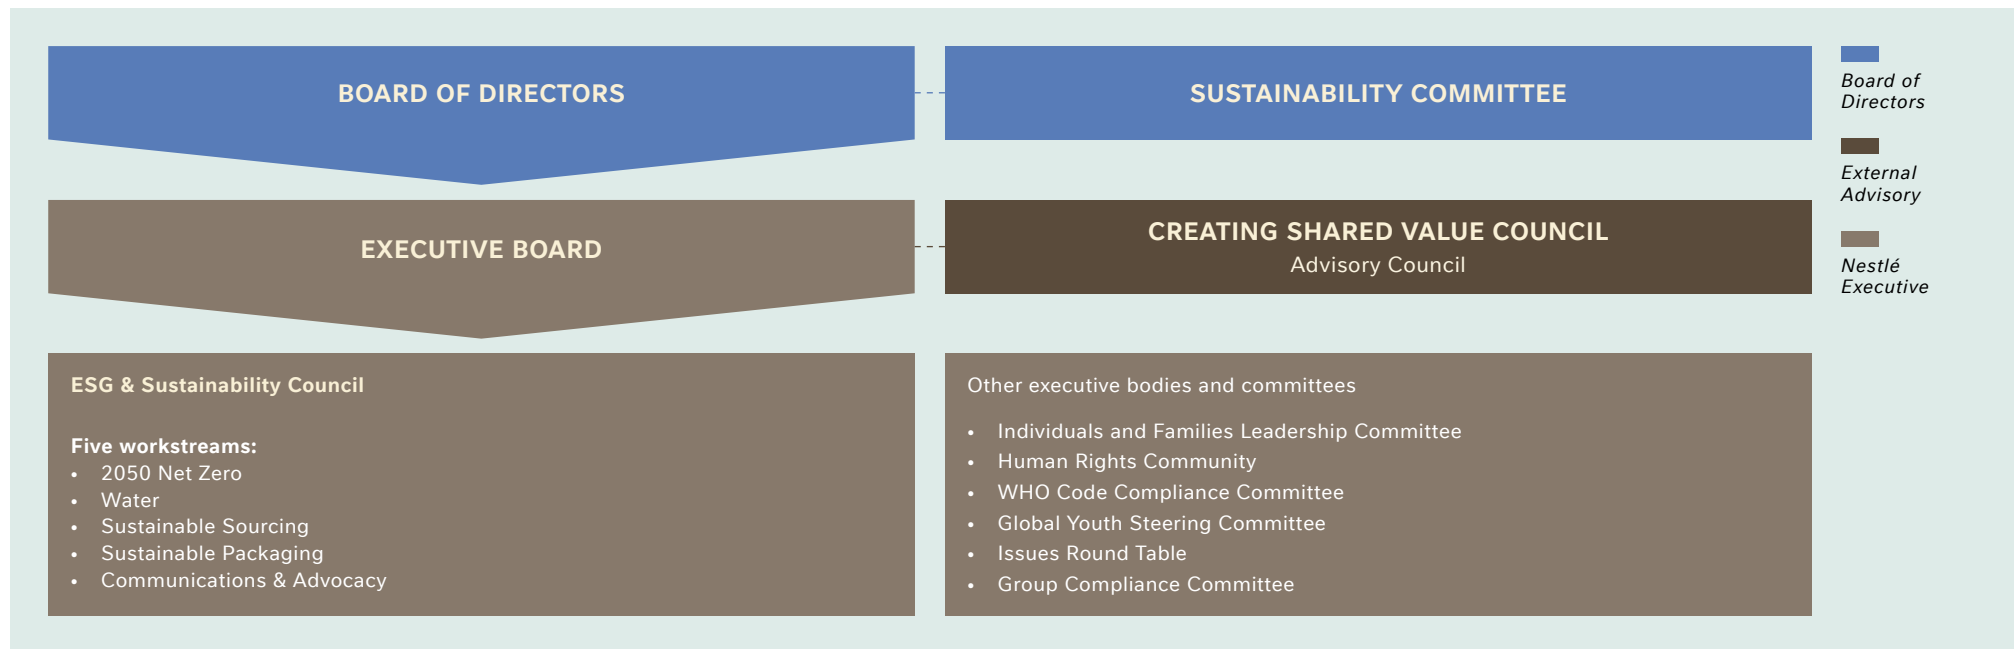 BOARD OF DIRECTORS
SUSTAINABILITY COMMITTEE
Board of
Directors
External
Advisory
Nestlé
Executive
EXECUTIVE BOARD
CREATING SHARED VALUE COUNCIL
Advisory Council
ESG & Sustainability Council
Five workstreams:
• 2050 Net Zero
• Water
• Sustainable Sourcing
• Sustainable Packaging
• Communications & Advocacy
Other executive bodies and committees
• Individuals and Families Leadership Committee
• Human Rights Community
• WHO Code Compliance Committee
• Global Youth Steering Committee
• Issues Round Table
• Group Compliance Committee